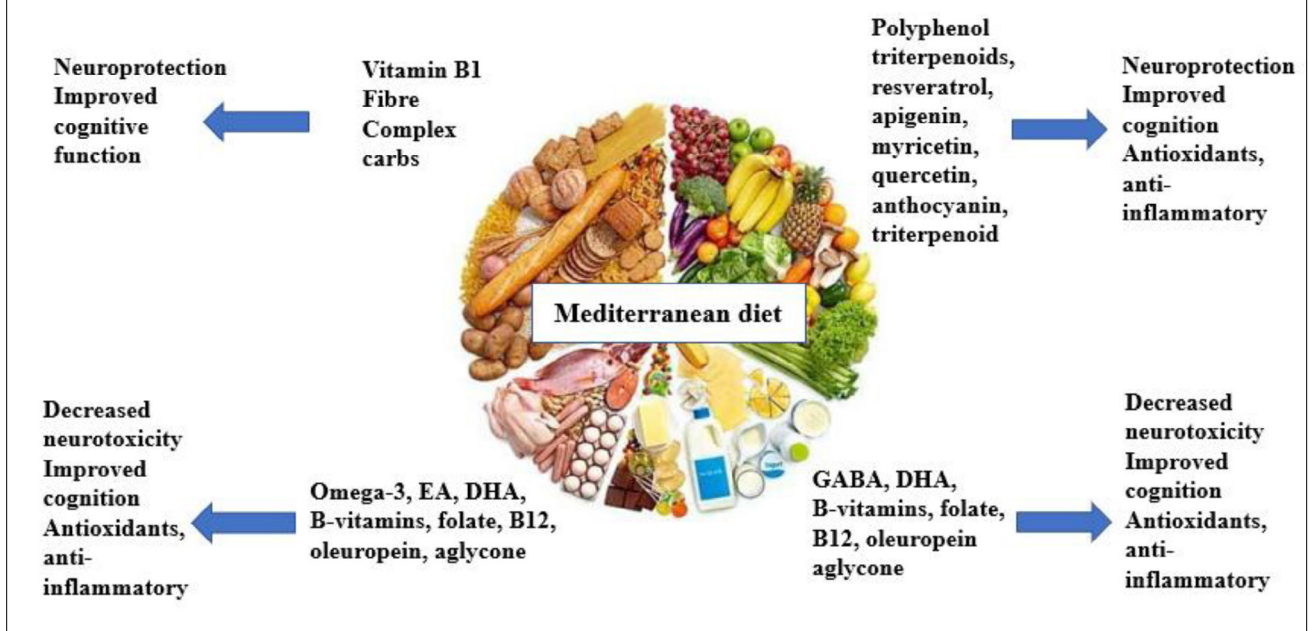 Neuroprotection
Improved
cognitive
function
Vitamin B1
Fibre
Complex
carbs
Polyphenol
triterpenoids,
resveratrol,
apigenin,
myricetin,
quercetin,
anthocyanin,
triterpenoid
Neuroprotection
Improved
cognition
Antioxidants,
anti-
inflammatory
Mediterranean diet
Decreased
neurotoxicity
Improved
cognition
Antioxidants,
anti-
inflammatory
Omega-3, EA, DHA,
B-vitamins, folate, B12,
oleuropein, aglycone
GABA, DHA,
B-vitamins, folate,
B12, oleuropein
aglycone
Decreased
neurotoxicity
Improved
cognition
Antioxidants,
anti-
inflammatory